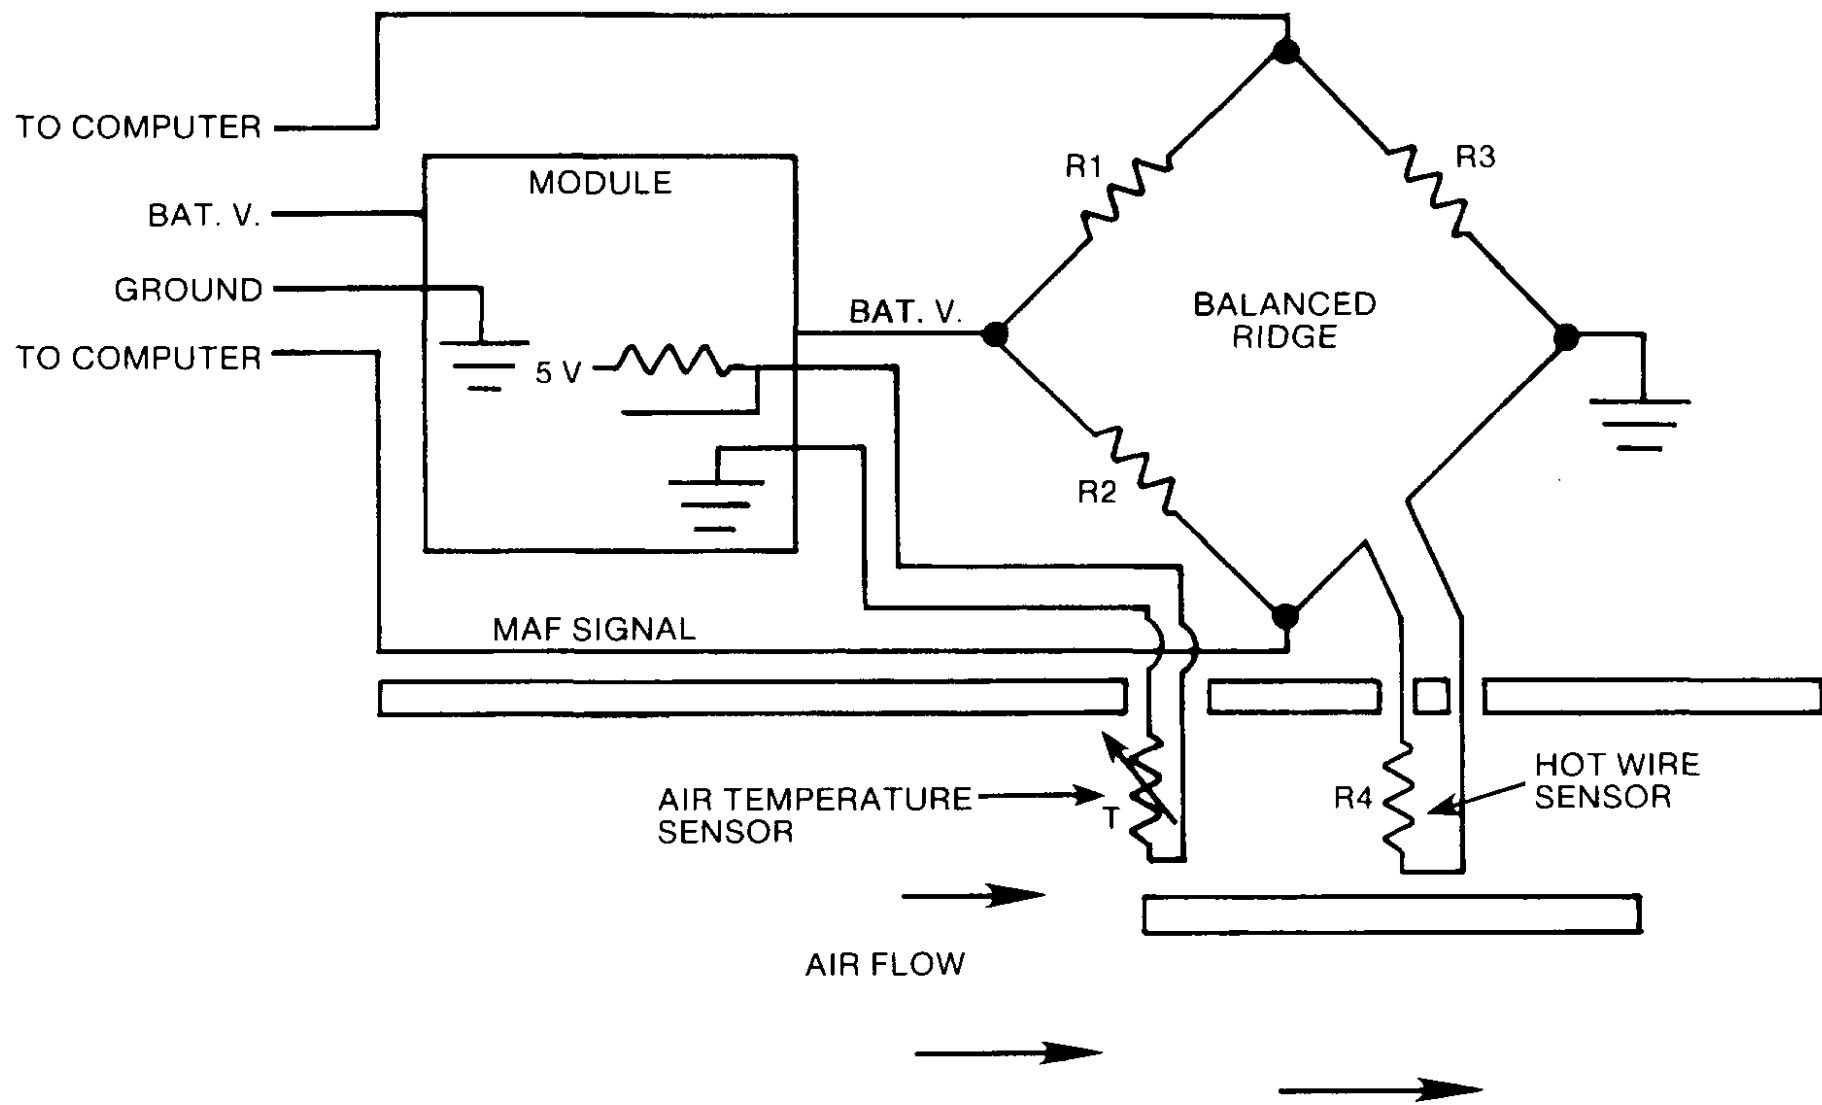 TO COMPUTER
BAT. V.
GROUND
TO COMPUTER
MODULE
5 V
BAT. V.
R1
R3
BALANCED
RIDGE
R2
MAF SIGNAL
AIR TEMPERATURE
SENSOR
T
R4
HOT WIRE
SENSOR
AIR FLOW